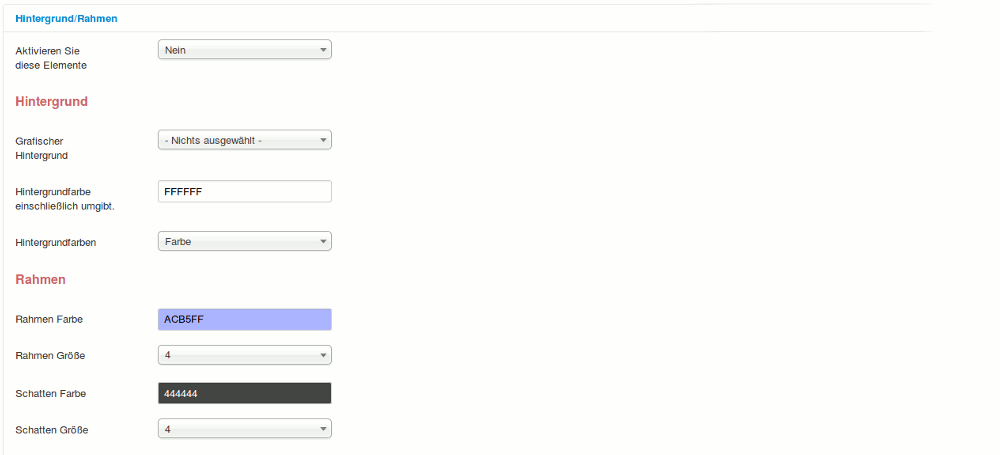 Hintergrund/Rahmen
Aktivieren Sie
diese Elemente
Nein
Hintergrund
Grafischer
Hintergrund
- Nichts ausgewählt -
Hintergrundfarbe
einschließlich umgibt.
FFFFFF
Hintergrundfarben
Farbe
Rahmen
Rahmen Farbe
ACB5FF
Rahmen Größe
4
Schatten Farbe
444444
Schatten Größe
4